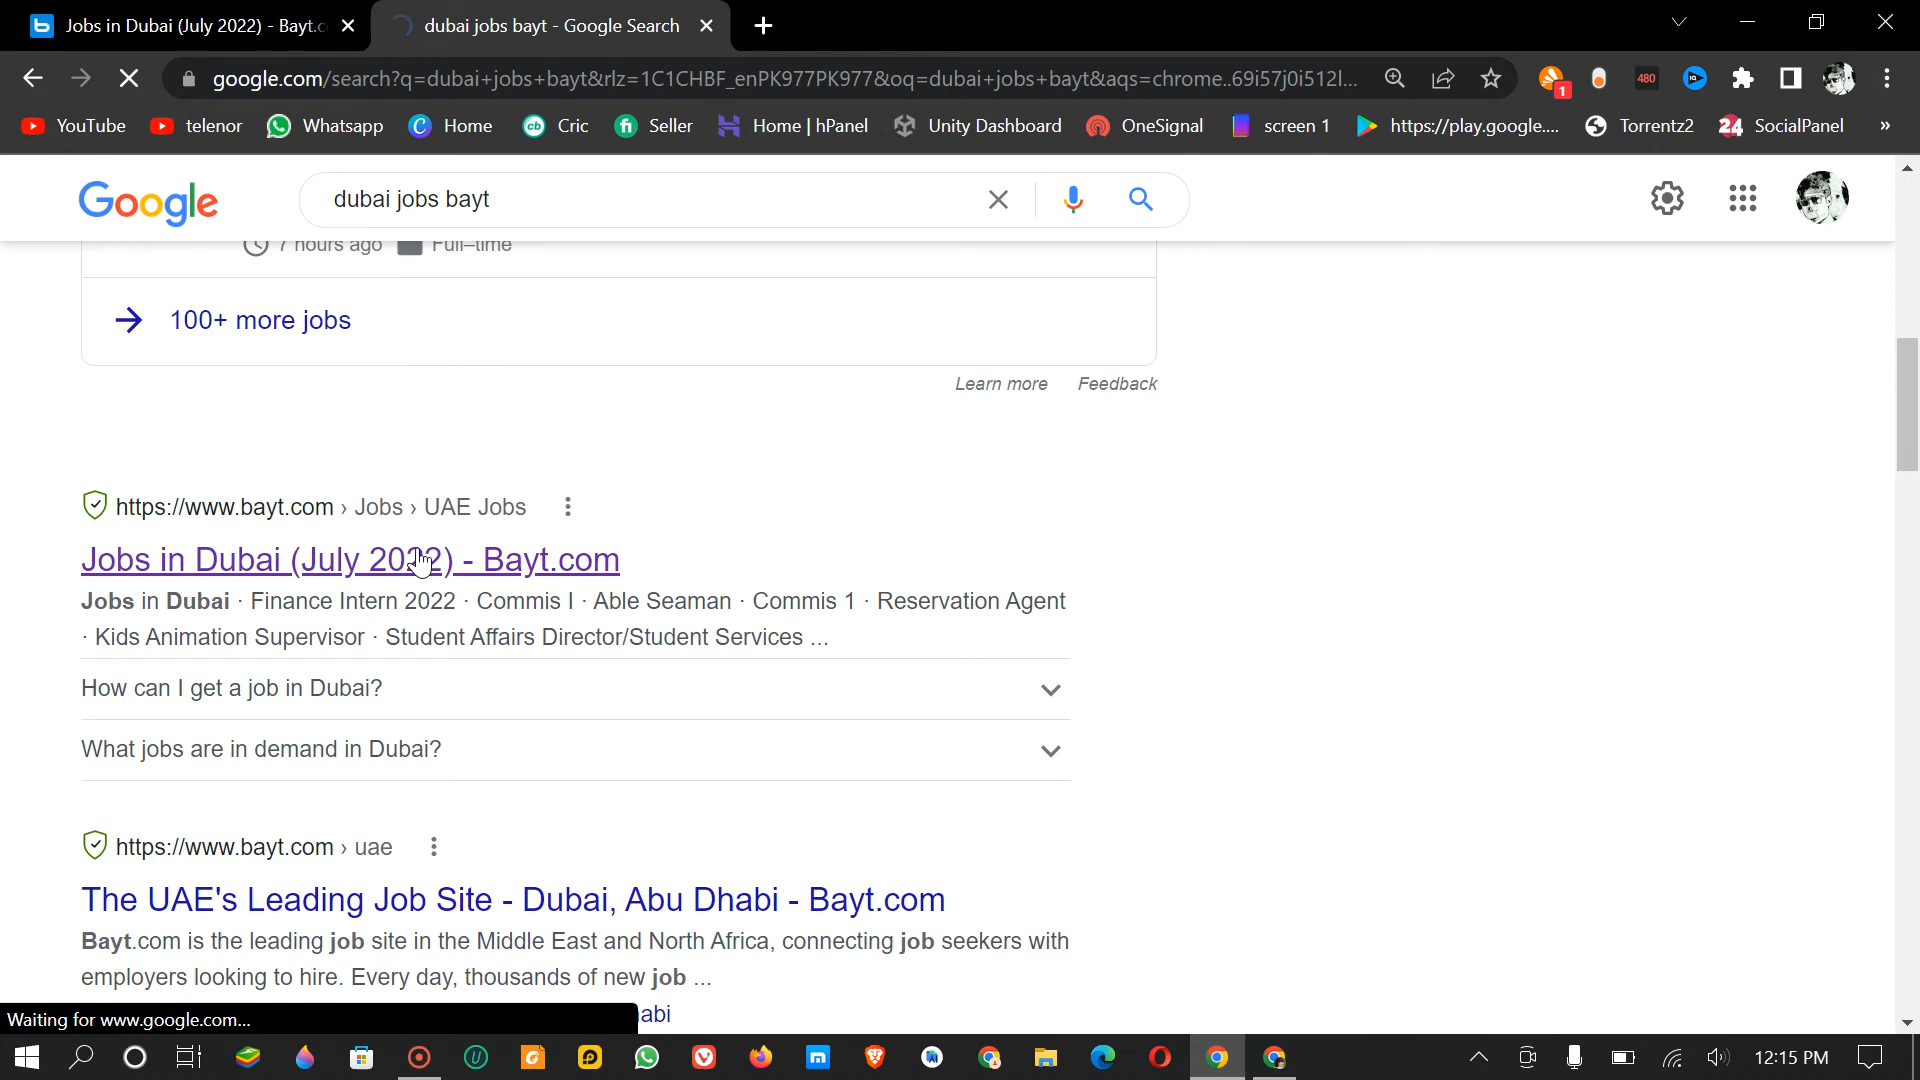 Jobs in Dubai (July 2022) - Bayt.c
dubai jobs bayt - Google Search
google.com/search?q=dubai+jobs+bayt&rlz=1C1CHBF_enPK977PK977&oq=dubai+jobs+bayt&aqs=chrome..69i57j0i512l...
1
480
YouTube
telenor
Whatsapp
Home
Cric
Seller
Home | hPanel
Unity Dashboard
OneSignal
screen 1
https://play.google....
Torrentz2
24
SocialPanel
»
Google
dubai jobs bayt
7 hours ago
Full-time
100+ more jobs
Learn more
Feedback
https://www.bayt.com › Jobs › UAE Jobs
Jobs in Dubai (July 2022) - Bayt.com
Jobs in Dubai · Finance Intern 2022 · Commis I · Able Seaman · Commis 1 · Reservation Agent
· Kids Animation Supervisor · Student Affairs Director/Student Services ...
How can I get a job in Dubai?
What jobs are in demand in Dubai?
https://www.bayt.com › uae
The UAE's Leading Job Site - Dubai, Abu Dhabi - Bayt.com
Bayt.com is the leading job site in the Middle East and North Africa, connecting job seekers with
employers looking to hire. Every day, thousands of new job ...
abi
Waiting for www.google.com...
12:15 PM